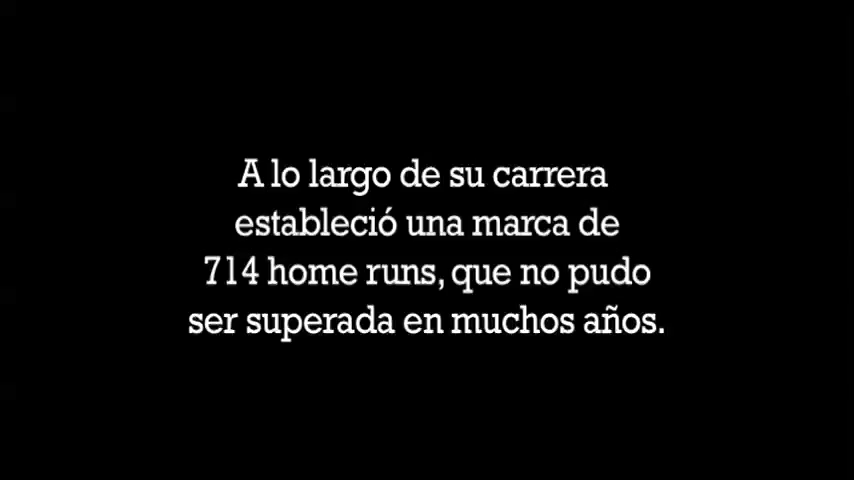 A lo largo de su carrera
estableció una marca de
714 home runs, que no pudo
ser superada en muchos años.